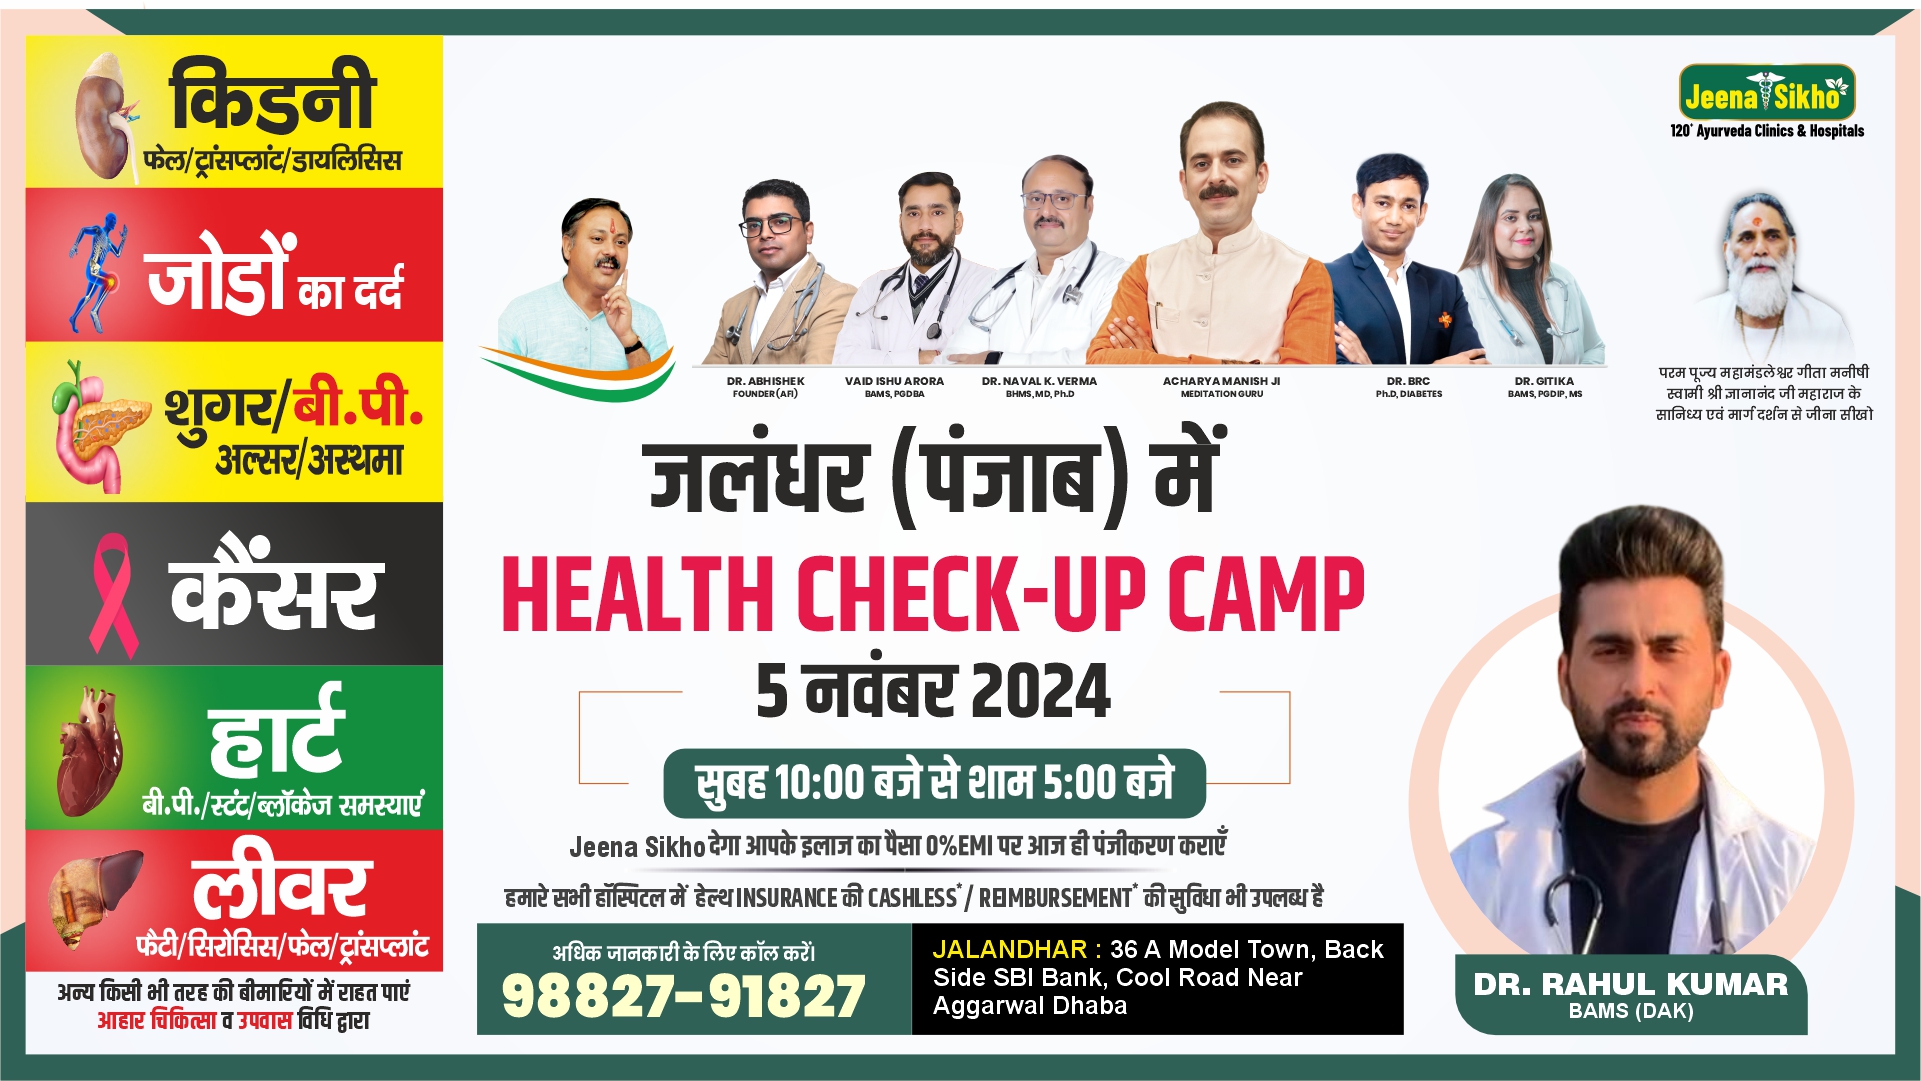 किडनी
फेल/ट्रांसप्लांट/डायलिसिस
जोडों का दर्द
शुगर/बी.पी.
अल्सर/अस्थमा
कैंसर
हार्ट
बी.पी./स्टंट/ब्लॉकेज समस्याएं
लीवर
फैटी/सिरोसिस/फेल/ट्रांसप्लांट
अन्य किसी भी तरह की बीमारियों में राहत पाएं
आहार चिकित्सा व उपवास विधि द्वारा
Jeena Sikho
120+ Ayurveda Clinics & Hospitals
DR. ABHISHEK
FOUNDER (AFI)
VAID ISHU ARORA
BAMS, PGDBA
DR. NAVAL K. VERMA
BHMS, MD, Ph.D
ACHARYA MANISH JI
MEDITATION GURU
DR. BRC
Ph.D, DIABETES
DR. GITIKA
BAMS, PGDIP, MS
परम पूज्य महामंडलेश्वर गीता मनीषी
स्वामी श्री ज्ञानानंद जी महाराज के
सानिध्य एवं मार्ग दर्शन से जीना सीखो
जलंधर (पंजाब) में
HEALTH CHECK-UP CAMP
5 नवंबर 2024
सुबह 10:00 बजे से शाम 5:00 बजे
Jeena Sikho देगा आपके इलाज का पैसा 0%EMI पर आज ही पंजीकरण कराएँ
हमारे सभी हॉस्पिटल में हेल्थ INSURANCE की CASHLESS* / REIMBURSEMENT* की सुविधा भी उपलब्ध है
अधिक जानकारी के लिए कॉल करें।
98827-91827
JALANDHAR : 36 A Model Town, Back
Side SBI Bank, Cool Road Near
Aggarwal Dhaba
DR. RAHUL KUMAR
BAMS (DAK)